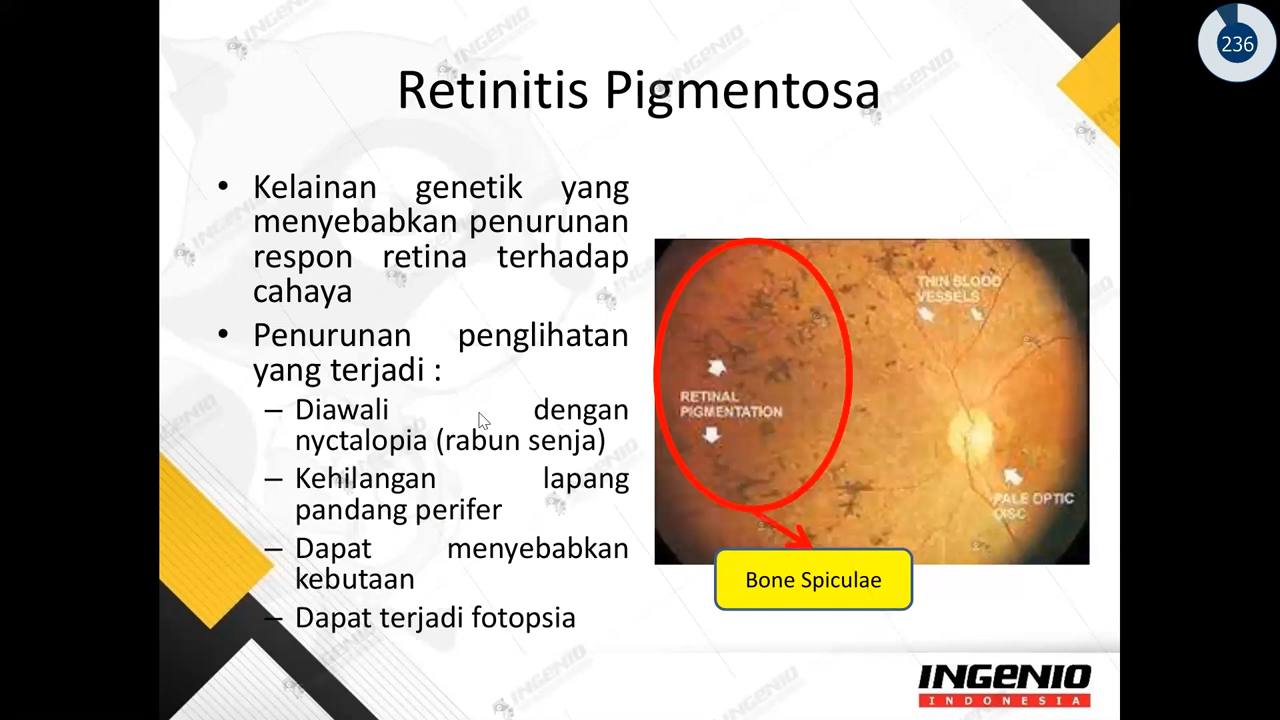 236
Retinitis Pigmentosa
• Kelainan genetik yang
menyebabkan penurunan
respon retina terhadap
cahaya
• Penurunan penglihatan
yang terjadi :
– Diawali dengan
nyctalopia (rabun senja)
– Kehilangan lapang
pandang perifer
– Dapat menyebabkan
kebutaan
– Dapat terjadi fotopsia
THIN BLOOD
VESSELS
RETINAL
PIGMENTATION
PALE OPTIC
DISC
Bone Spiculae
INGENIO
INDONESIA